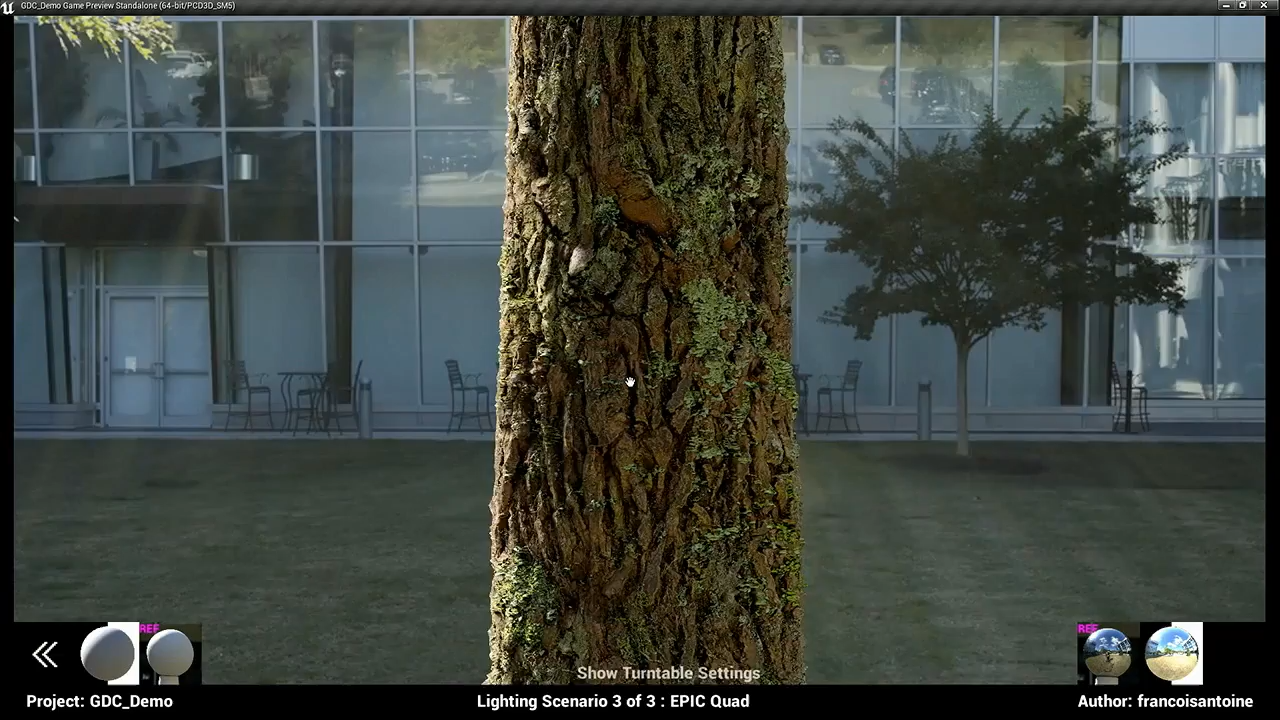 GDC_Demo Game Preview Standalone (64-bit/PCD3D_SM5)
REF
REF
Show Turntable Settings
Project: GDC_Demo
Lighting Scenario 3 of 3 : EPIC Quad
Author: francoisantoine